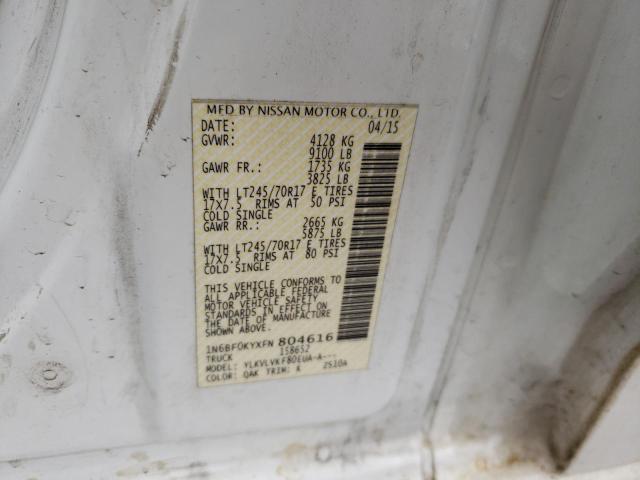 MFD BY NISSAN MOTOR CO., LTD.
DATE: 04/15
GVWR: 4128 KG
9100 LB
GAWR FR.: 1735 KG
3825 LB
WITH LT245/70R17 E TIRES
17X7.5 RIMS AT 50 PSI
COLD SINGLE
GAWR RR.: 2665 KG
5875 LB
WITH LT245/70R17 E TIRES
17X7.5 RIMS AT 80 PSI
COLD SINGLE
THIS VEHICLE CONFORMS TO
ALL APPLICABLE FEDERAL
MOTOR VEHICLE SAFETY
STANDARDS IN EFFECT ON
THE DATE OF MANUFACTURE
SHOWN ABOVE.
1N6BF0KYXFN 804616
158652
TRUCK
MODEL: YLKVLVKF80EUA-A---
COLOR: QAK TRIM: K 25104